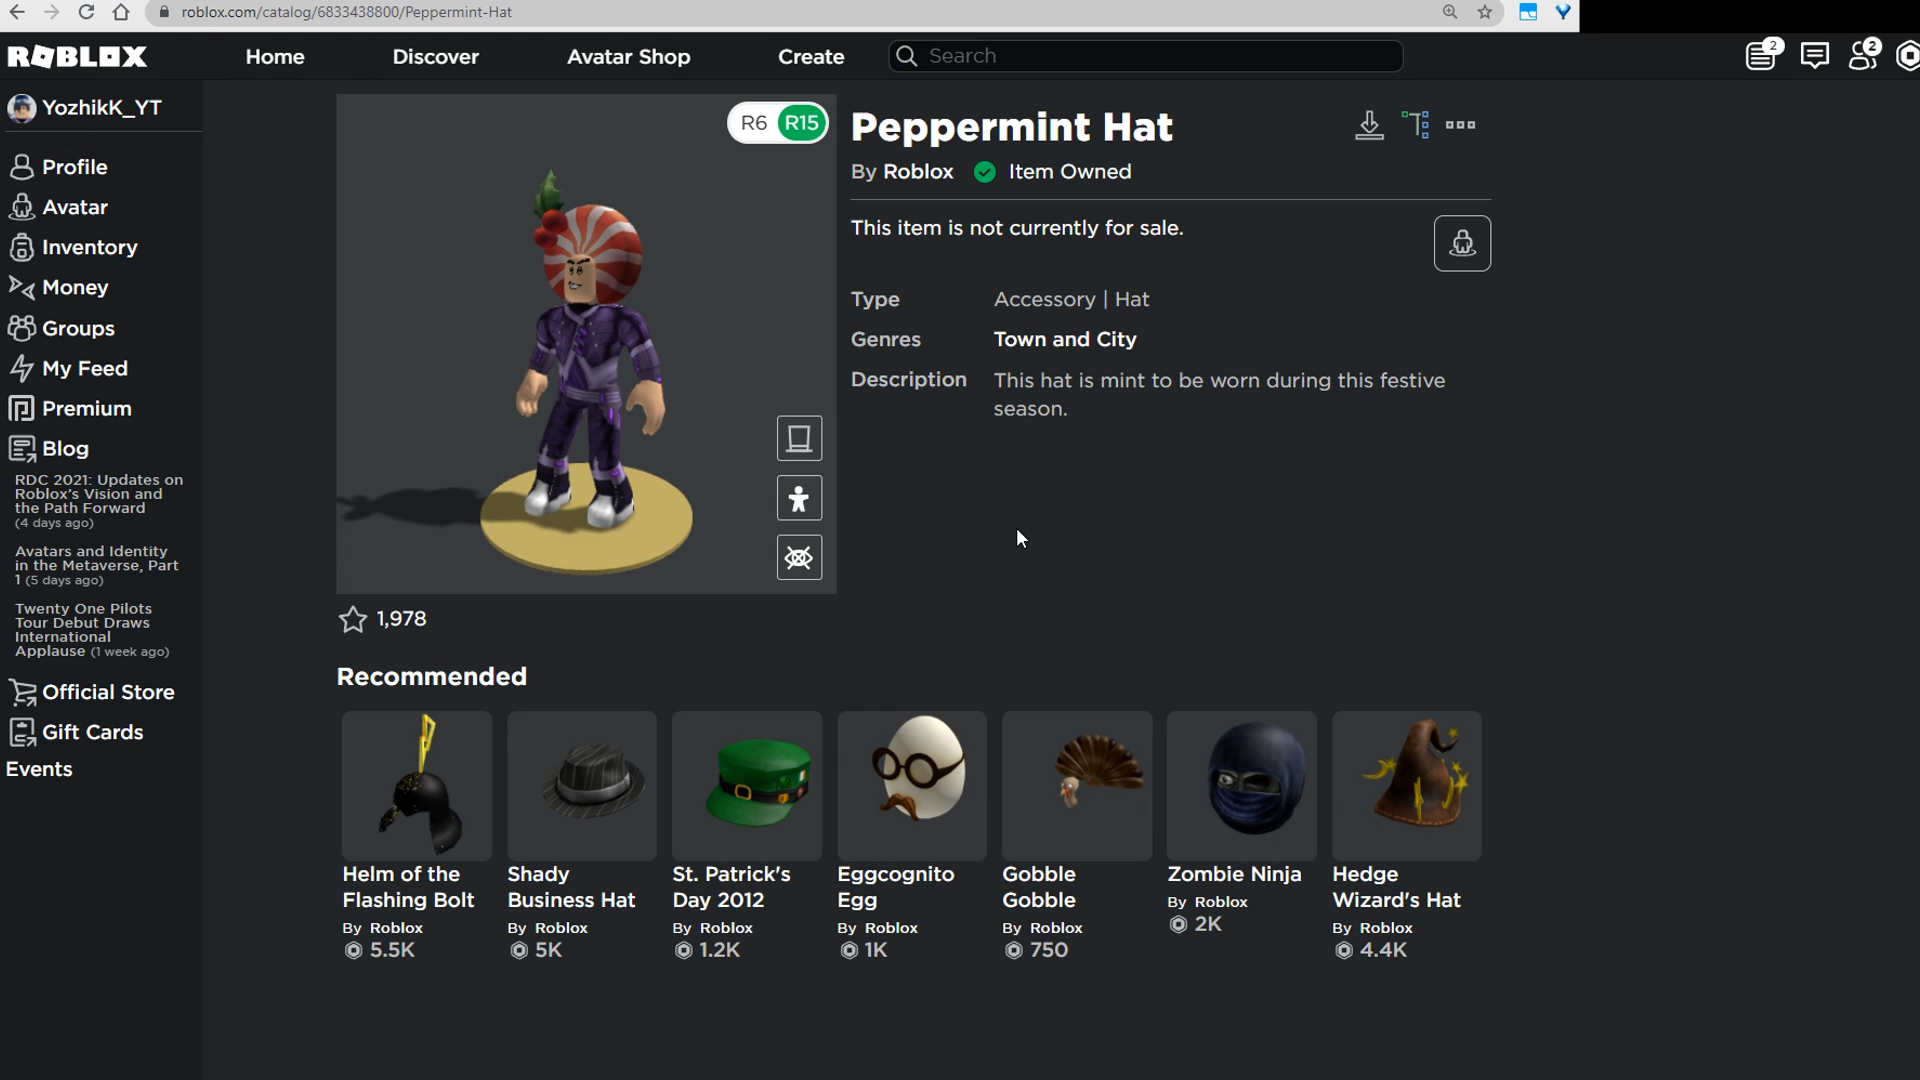 roblox.com/catalog/6833438800/Peppermint-Hat
ROBLOX
Home
Discover
Avatar Shop
Create
Search
2
2
YozhikK_YT
Profile
Avatar
Inventory
Money
Groups
My Feed
Premium
Blog
RDC 2021: Updates on
Roblox's Vision and
the Path Forward
(4 days ago)
Avatars and Identity
in the Metaverse, Part
1 (5 days ago)
Twenty One Pilots
Tour Debut Draws
International
Applause (1 week ago)
Official Store
Gift Cards
Events
R6 R15
Peppermint Hat
By Roblox Item Owned
This item is not currently for sale.
Type Accessory | Hat
Genres Town and City
Description This hat is mint to be worn during this festive
season.
1,978
Recommended
Helm of the
Flashing Bolt
By Roblox
5.5K
Shady
Business Hat
By Roblox
5K
St. Patrick's
Day 2012
By Roblox
1.2K
Eggcognito
Egg
By Roblox
1K
Gobble
Gobble
By Roblox
750
Zombie Ninja
By Roblox
2K
Hedge
Wizard's Hat
By Roblox
4.4K